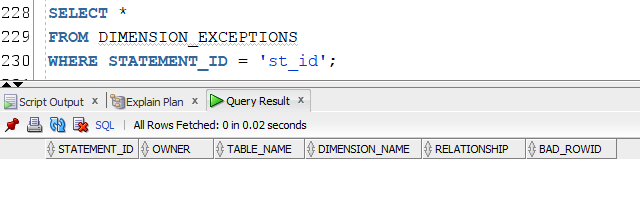 228 SELECT *
229 FROM DIMENSION_EXCEPTIONS
230 WHERE STATEMENT_ID = 'st_id';
Script Output x Explain Plan x Query Result x
SQL | All Rows Fetched: 0 in 0.02 seconds
STATEMENT_ID OWNER TABLE_NAME DIMENSION_NAME RELATIONSHIP BAD_ROWID